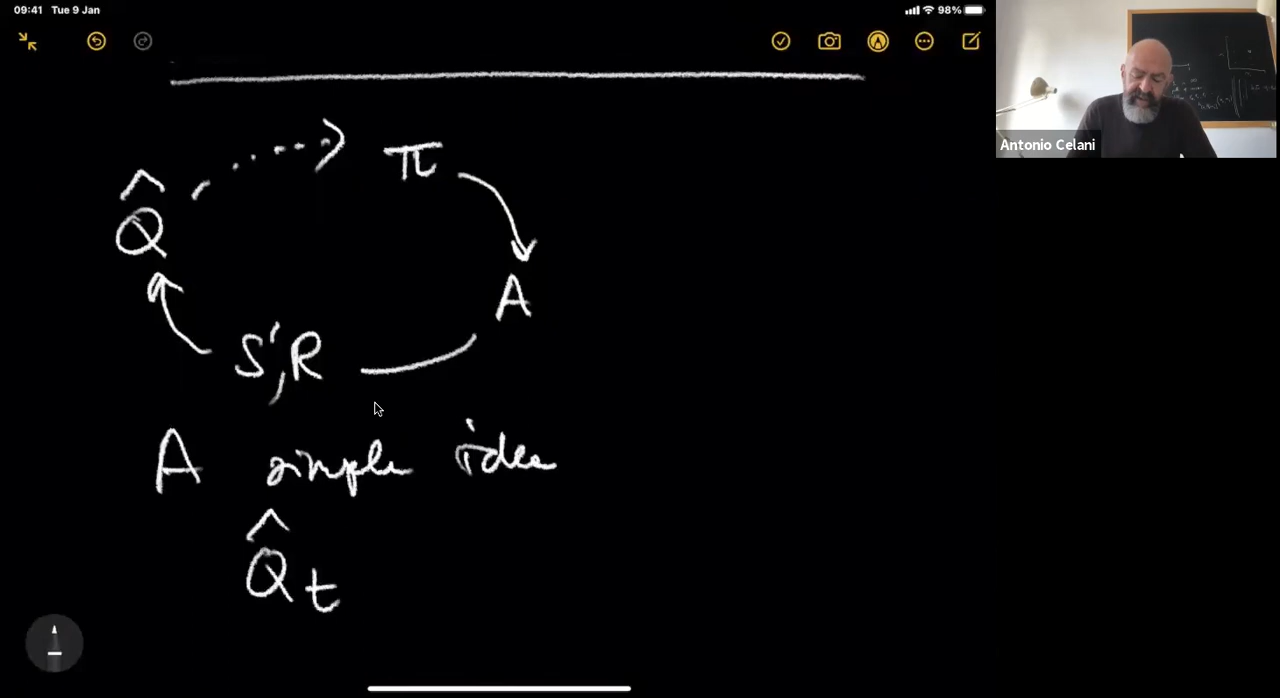 09:41 Tue 9 Jan 98%
π
Q̂
A
S',R
A simple idea
Q̂t
Antonio Celani